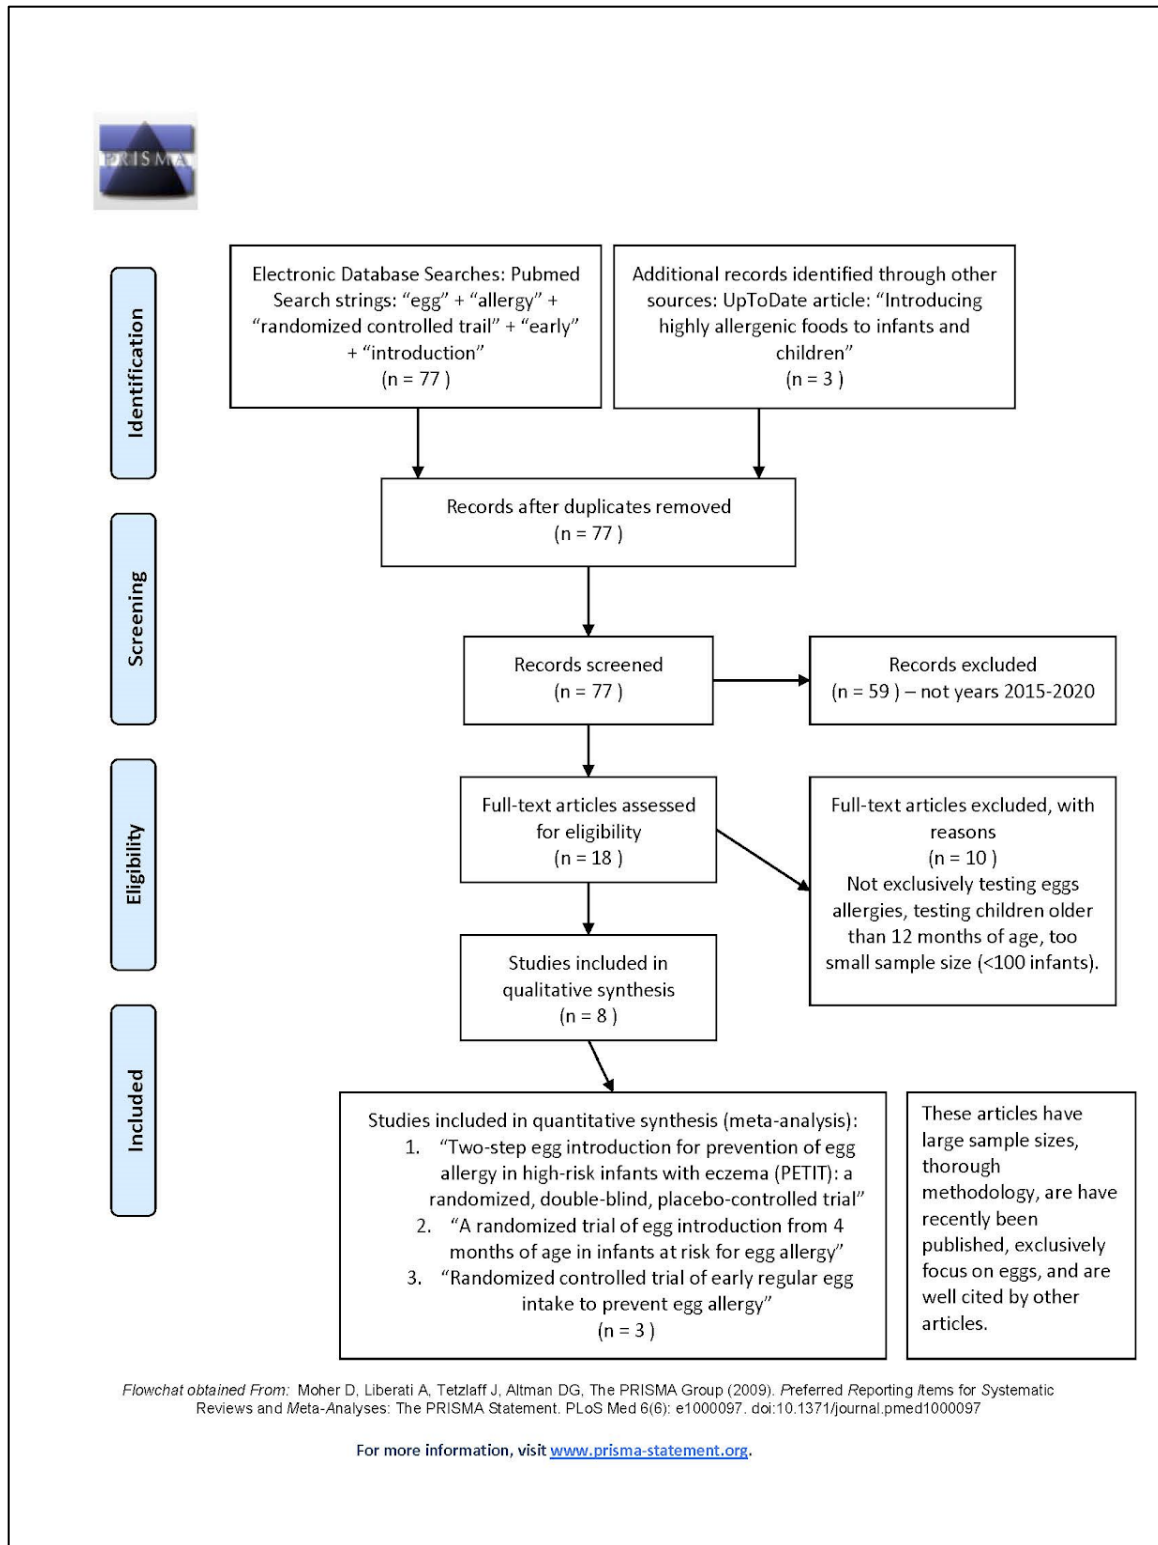 PRISMA
Identification
Electronic Database Searches: Pubmed
Search strings: “egg” + “allergy” +
“randomized controlled trail” + “early”
+ “introduction”
(n = 77 )
Additional records identified through other
sources: UpToDate article: “Introducing
highly allergenic foods to infants and
children”
(n = 3 )
Records after duplicates removed
(n = 77 )
Screening
Records screened
(n = 77 )
Records excluded
(n = 59 ) – not years 2015-2020
Eligibility
Full-text articles assessed
for eligibility
(n = 18 )
Full-text articles excluded, with
reasons
(n = 10 )
Not exclusively testing eggs
allergies, testing children older
than 12 months of age, too
small sample size (<100 infants).
Studies included in
qualitative synthesis
(n = 8 )
Included
Studies included in quantitative synthesis (meta-analysis):
1. “Two-step egg introduction for prevention of egg
allergy in high-risk infants with eczema (PETIT): a
randomized, double-blind, placebo-controlled trial”
2. “A randomized trial of egg introduction from 4
months of age in infants at risk for egg allergy”
3. “Randomized controlled trial of early regular egg
intake to prevent egg allergy”
(n = 3 )
These articles have
large sample sizes,
thorough
methodology, are have
recently been
published, exclusively
focus on eggs, and are
well cited by other
articles.
Flowchat obtained From: Moher D, Liberati A, Tetzlaff J, Altman DG, The PRISMA Group (2009). Preferred Reporting Items for Systematic
Reviews and Meta-Analyses: The PRISMA Statement. PLoS Med 6(6): e1000097. doi:10.1371/journal.pmed1000097
For more information, visit www.prisma-statement.org.